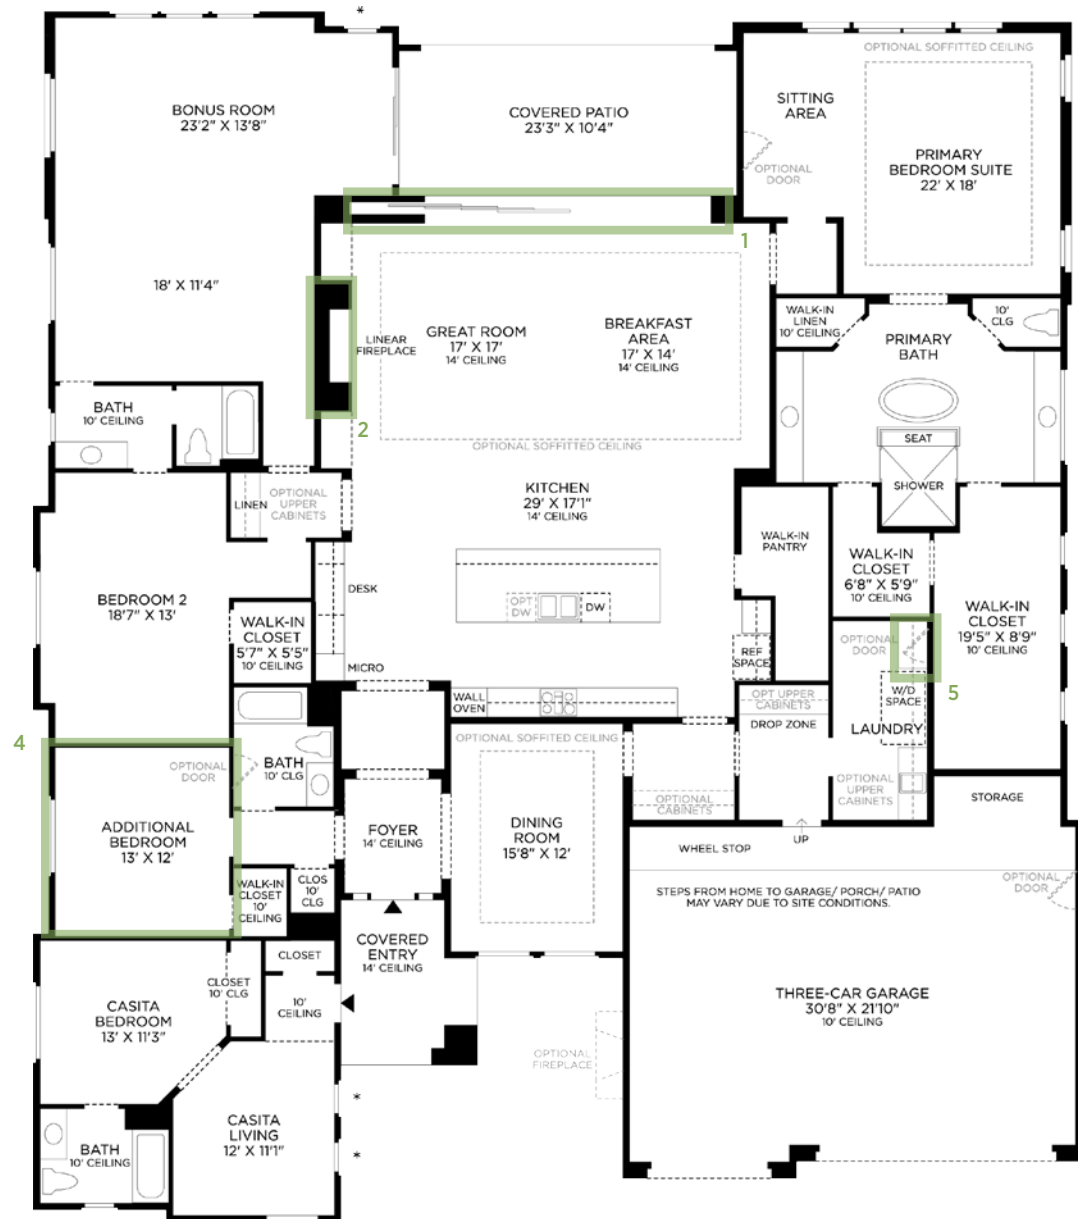 *
BONUS ROOM
23'2" X 13'8"
18' X 11'4"
COVERED PATIO
23'3" X 10'4"
OPTIONAL SOFFITTED CEILING
SITTING
AREA
OPTIONAL
DOOR
PRIMARY
BEDROOM SUITE
22' X 18'
1
LINEAR
FIREPLACE
2
GREAT ROOM
17' X 17'
14' CEILING
BREAKFAST
AREA
17' X 14'
14' CEILING
OPTIONAL SOFFITTED CEILING
WALK-IN
LINEN
10' CEILING
10'
CLG
PRIMARY
BATH
SEAT
SHOWER
BATH
10' CEILING
LINEN
OPTIONAL
UPPER
CABINETS
KITCHEN
29' X 17'1"
14' CEILING
WALK-IN
PANTRY
WALK-IN
CLOSET
6'8" X 5'9"
10' CEILING
WALK-IN
CLOSET
19'5" X 8'9"
10' CEILING
BEDROOM 2
18'7" X 13'
DESK
OPT
DW
DW
WALK-IN
CLOSET
5'7" X 5'5"
10' CEILING
MICRO
REF
SPACE
OPTIONAL
DOOR
5
W/D
SPACE
LAUNDRY
WALL
OVEN
OPT UPPER
CABINETS
DROP ZONE
OPTIONAL
UPPER
CABINETS
4
OPTIONAL
DOOR
BATH
10' CLG
OPTIONAL SOFFITED CEILING
OPTIONAL
CABINETS
STORAGE
ADDITIONAL
BEDROOM
13' X 12'
FOYER
14' CEILING
DINING
ROOM
15'8" X 12'
UP
WHEEL STOP
WALK-IN
CLOSET
10'
CEILING
CLOS
10'
CLG
STEPS FROM HOME TO GARAGE/ PORCH/ PATIO
MAY VARY DUE TO SITE CONDITIONS.
OPTIONAL
DOOR
COVERED
ENTRY
14' CEILING
CLOSET
CLOSET
10' CLG
10'
CEILING
CASITA
BEDROOM
13' X 11'3"
THREE-CAR GARAGE
30'8" X 21'10"
10' CEILING
OPTIONAL
FIREPLACE
*
CASITA
LIVING
12' X 11'1"
BATH
10' CEILING
*